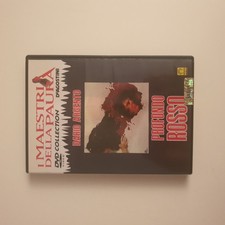 I MAESTRI
DELLA PAURA
DVD COLLECTION
DARIO ARGENTO
PROFONDO
ROSSO